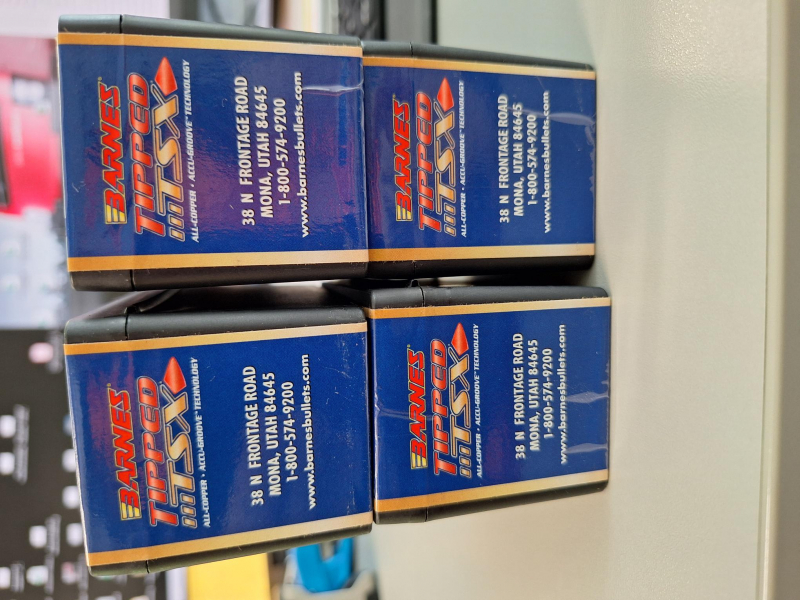 BARNES®
TIPPED
TSX
ALL-COPPER • ACCU-GROOVE™ TECHNOLOGY
38 N FRONTAGE ROAD
MONA, UTAH 84645
1-800-574-9200
www.barnesbullets.com
BARNES®
TIPPED
TSX
ALL-COPPER • ACCU-GROOVE™ TECHNOLOGY
38 N FRONTAGE ROAD
MONA, UTAH 84645
1-800-574-9200
www.barnesbullets.com
BARNES®
TIPPED
TSX
ALL-COPPER • ACCU-GROOVE™ TECHNOLOGY
38 N FRONTAGE ROAD
MONA, UTAH 84645
1-800-574-9200
www.barnesbullets.com
BARNES®
TIPPED
TSX
ALL-COPPER • ACCU-GROOVE™ TECHNOLOGY
38 N FRONTAGE ROAD
MONA, UTAH 84645
1-800-574-9200
www.barnesbullets.com